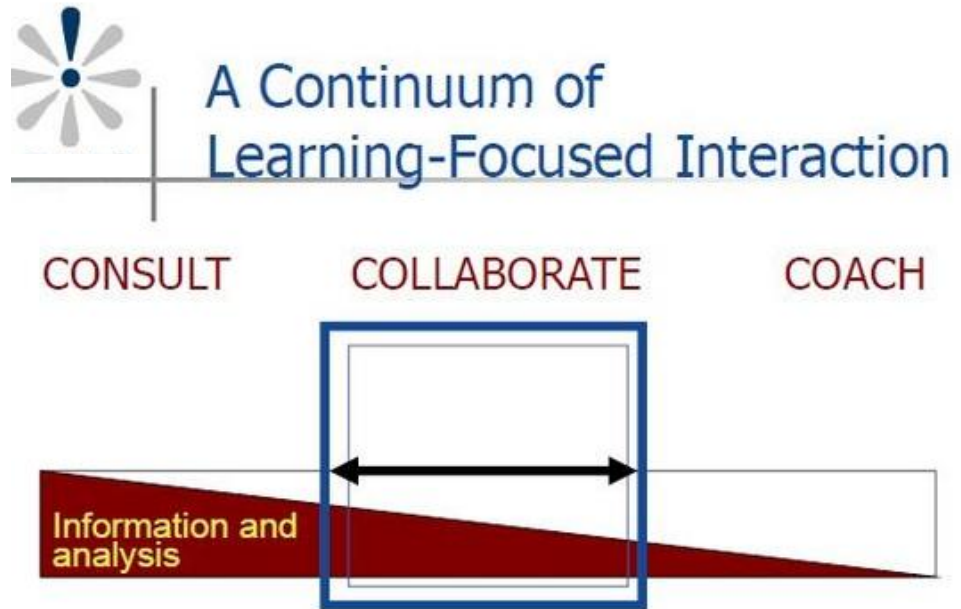 A Continuum of
Learning-Focused Interaction
CONSULT COLLABORATE COACH
Information and
analysis